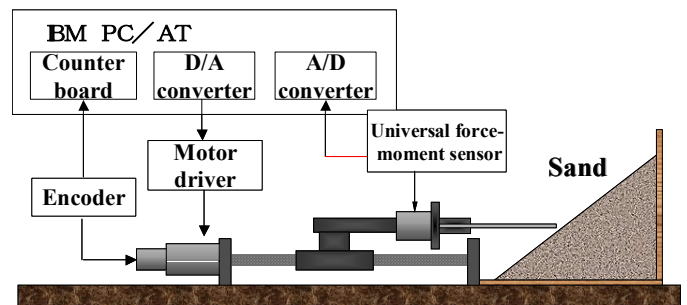 IBM PC/AT
Counter
board
D/A
converter
A/D
converter
Universal force-
moment sensor
Motor
driver
Sand
Encoder